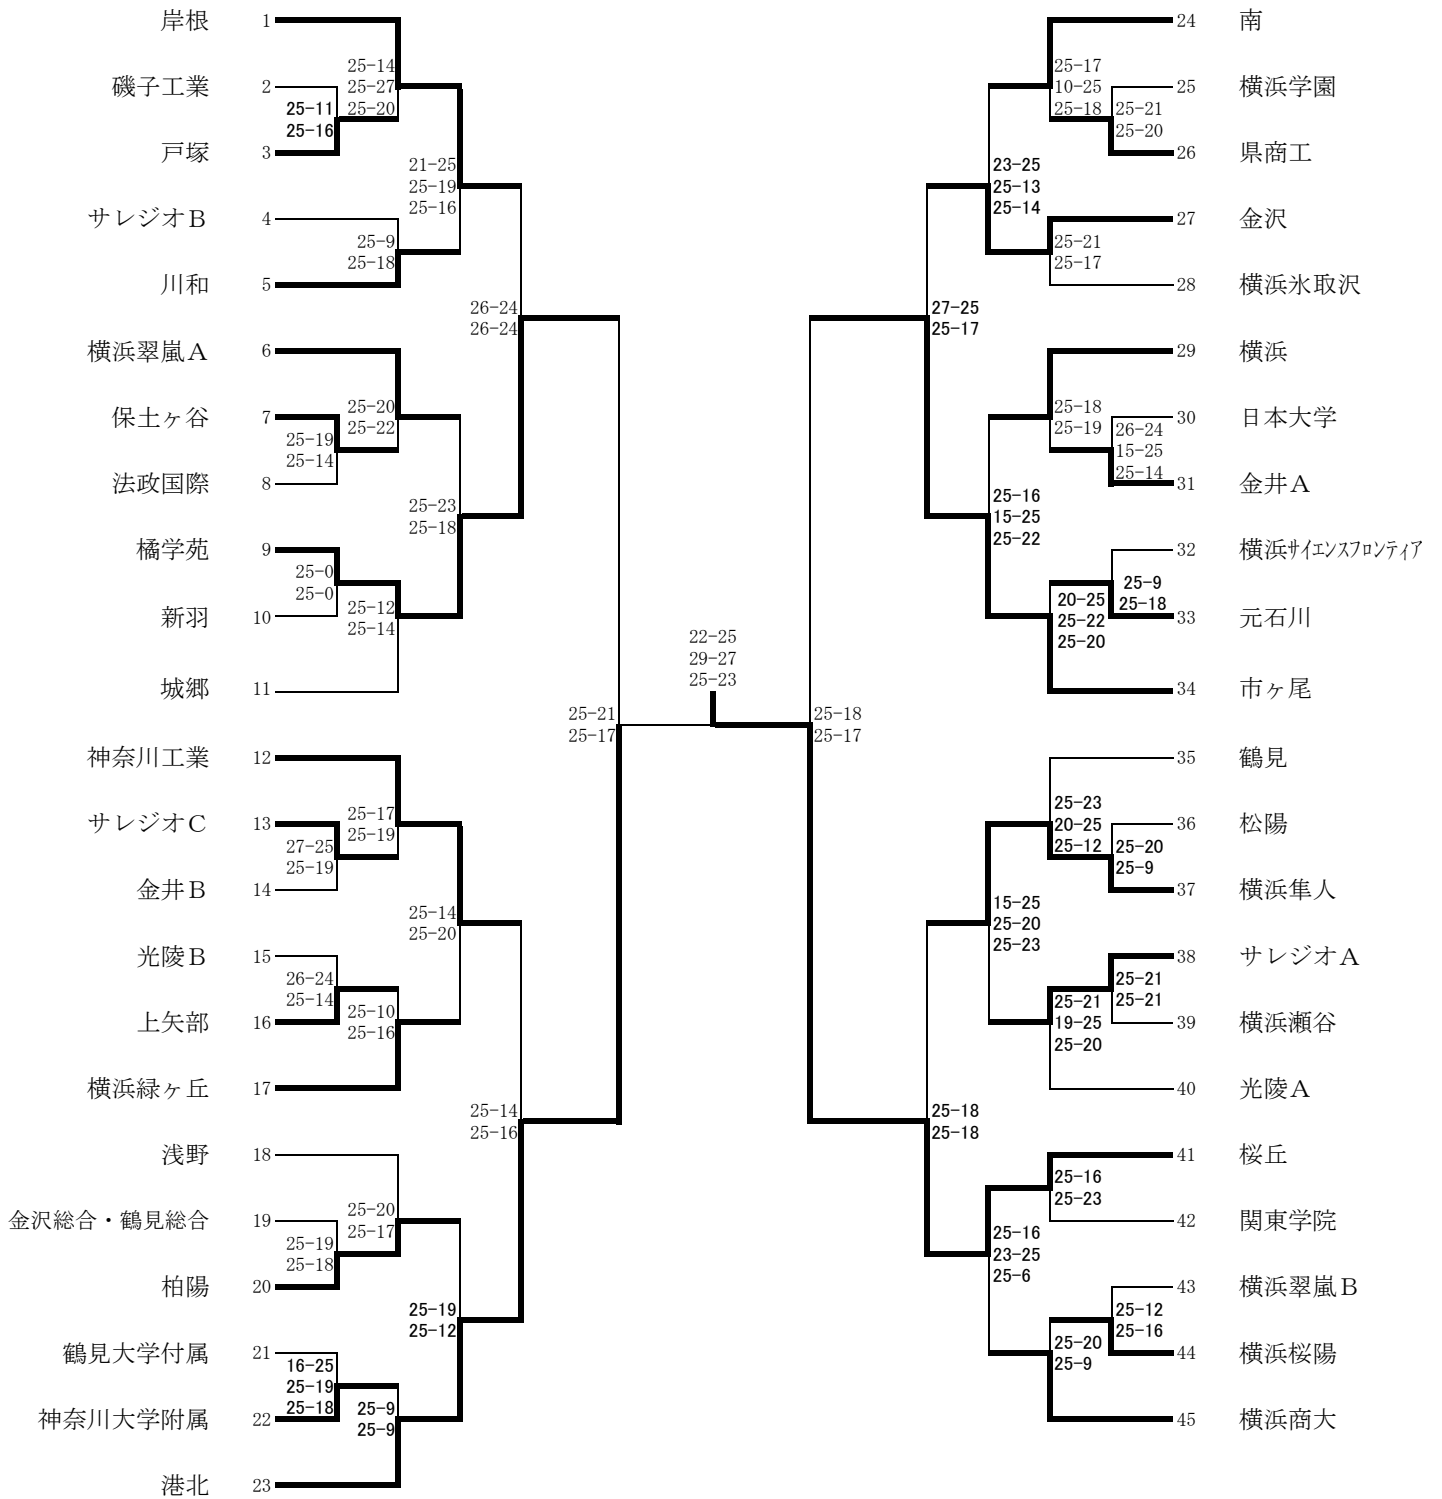 岸根 1
磯子工業 2
戸塚 3
サレジオB 4
川和 5
横浜翠嵐A 6
保土ヶ谷 7
法政国際 8
橘学苑 9
新羽 10
城郷 11
神奈川工業 12
サレジオC 13
金井B 14
光陵B 15
上矢部 16
横浜緑ヶ丘 17
浅野 18
金沢総合・鶴見総合 19
柏陽 20
鶴見大学付属 21
神奈川大学附属 22
港北 23
25-11
25-16
25-19
25-14
25-0
25-0
27-25
25-19
26-24
25-14
25-19
25-18
16-25
25-19
25-18
25-14
25-27
25-20
25-9
25-18
25-20
25-22
25-12
25-14
25-17
25-19
25-10
25-16
25-20
25-17
25-9
25-9
21-25
25-19
25-16
25-23
25-18
25-14
25-20
25-19
25-12
26-24
26-24
25-14
25-16
25-21
25-17
22-25
29-27
25-23
25-18
25-17
27-25
25-17
25-18
25-18
23-25
25-13
25-14
25-16
15-25
25-22
15-25
25-20
25-23
25-16
23-25
25-6
25-17
10-25
25-18
25-21
25-17
25-18
25-19
20-25
25-22
25-20
25-23
20-25
25-12
25-21
19-25
25-20
25-16
25-23
25-20
25-9
25-21
25-20
26-24
15-25
25-14
25-9
25-18
25-20
25-9
25-21
25-21
25-12
25-16
24 南
25 横浜学園
26 県商工
27 金沢
28 横浜氷取沢
29 横浜
30 日本大学
31 金井A
32 横浜ｻｲｴﾝｽﾌﾛﾝﾃｨｱ
33 元石川
34 市ヶ尾
35 鶴見
36 松陽
37 横浜隼人
38 サレジオA
39 横浜瀬谷
40 光陵A
41 桜丘
42 関東学院
43 横浜翠嵐B
44 横浜桜陽
45 横浜商大